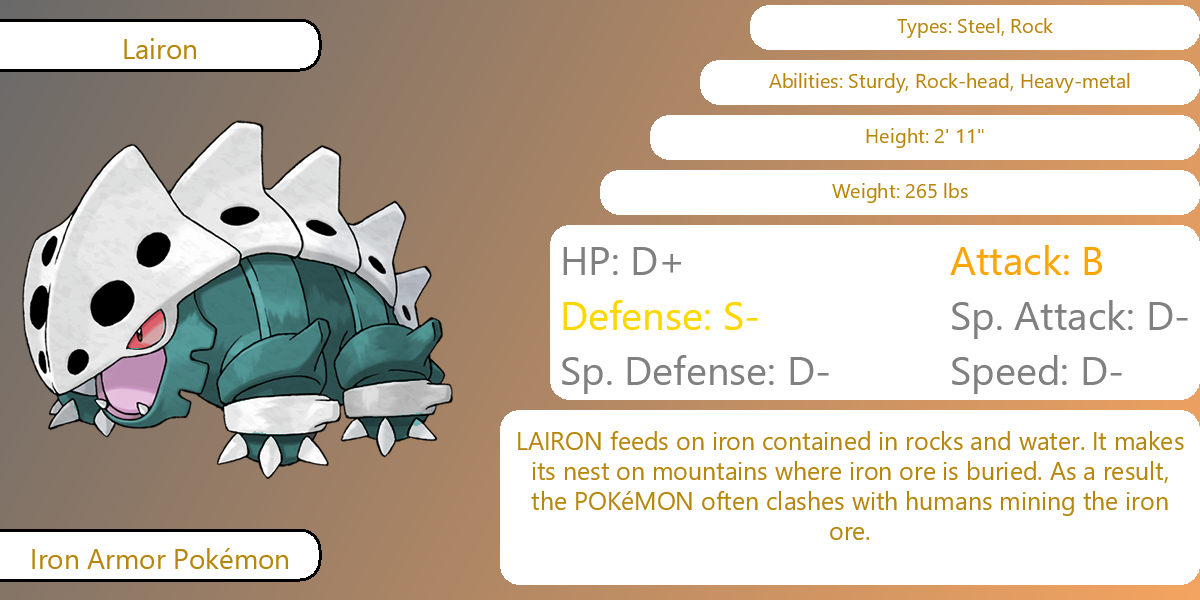 Lairon
Types: Steel, Rock
Abilities: Sturdy, Rock-head, Heavy-metal
Height: 2' 11"
Weight: 265 lbs
HP: D+
Attack: B
Defense: S-
Sp. Attack: D-
Sp. Defense: D-
Speed: D-
LAIRON feeds on iron contained in rocks and water. It makes
its nest on mountains where iron ore is buried. As a result,
the POKéMON often clashes with humans mining the iron
ore.
Iron Armor Pokémon